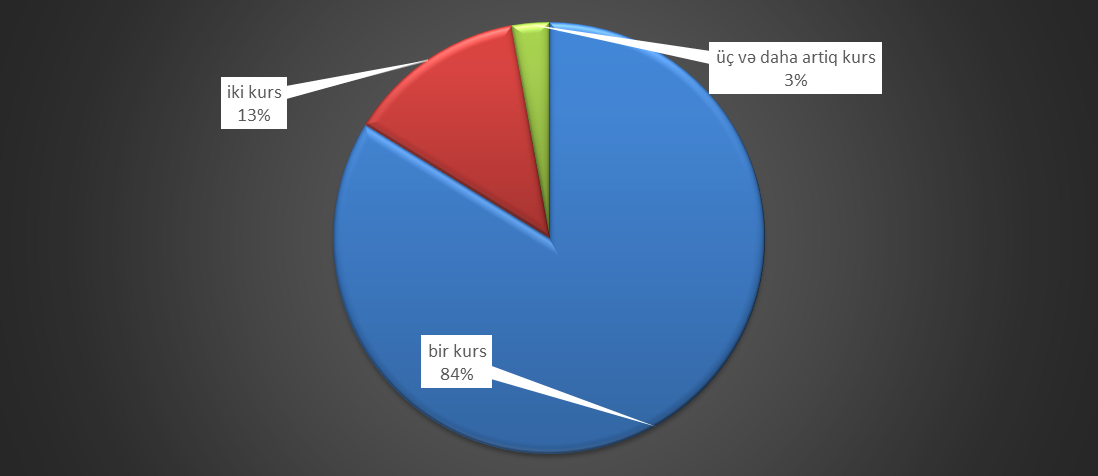 üç və daha artiq kurs
3%
iki kurs
13%
bir kurs
84%